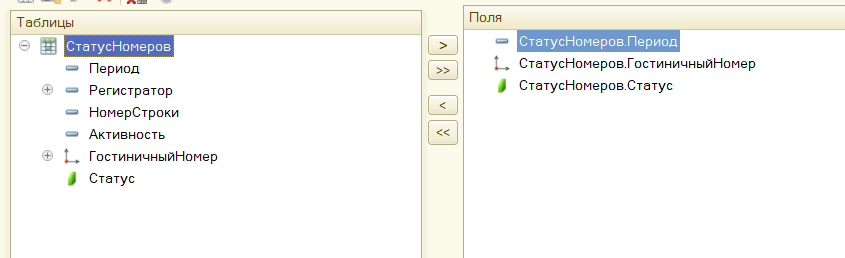 Таблицы
СтатусНомеров
Период
Регистратор
НомерСтроки
Активность
ГостиничныйНомер
Статус
>
>>
<
<<
Поля
СтатусНомеров.Период
СтатусНомеров.ГостиничныйНомер
СтатусНомеров.Статус